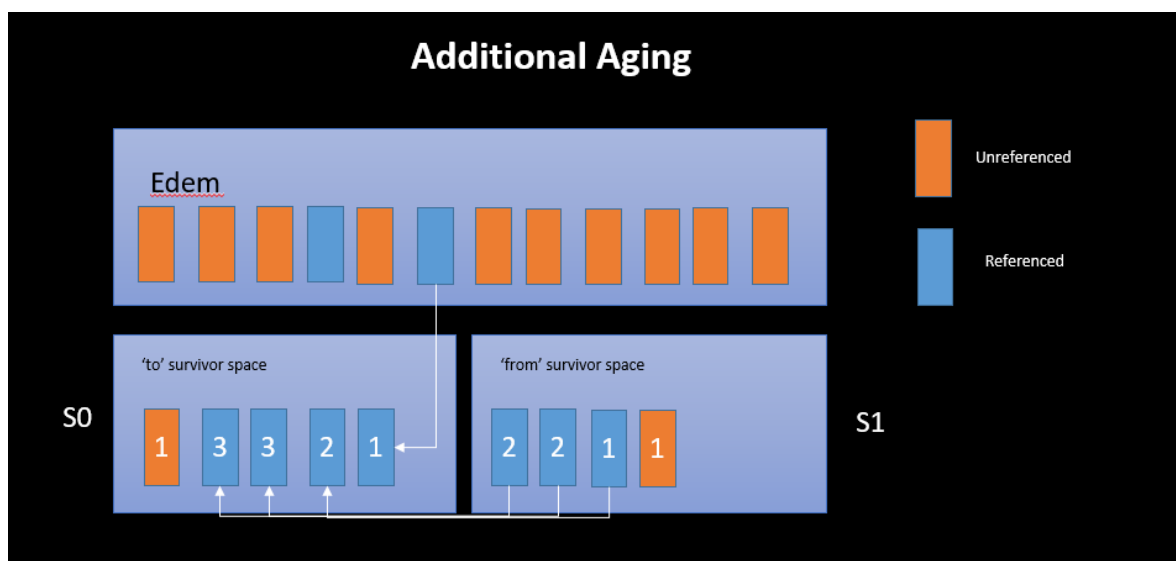 Additional Aging
Edem
Unreferenced
Referenced
‘to’ survivor space
‘from’ survivor space
S0
1 3 3 2 1
2 2 1 1
S1